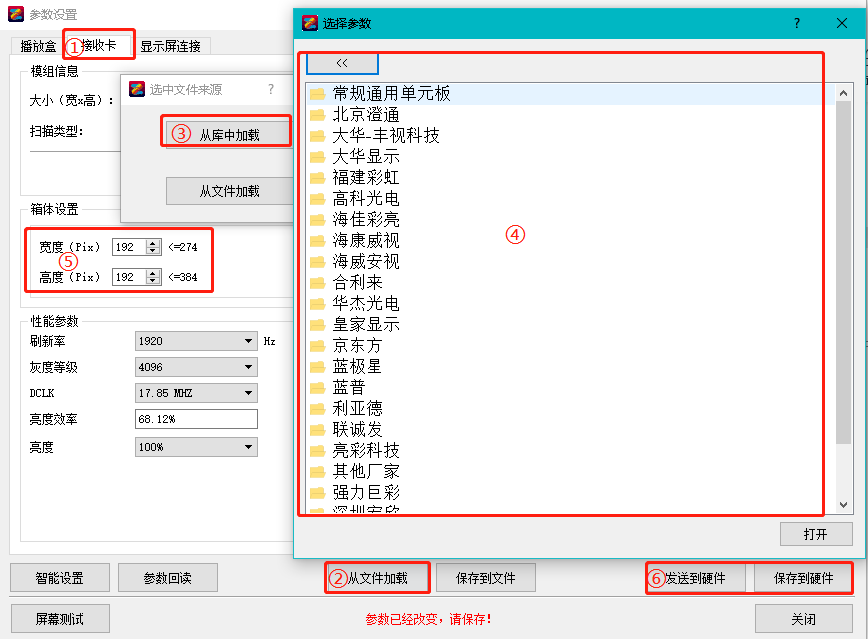 参数设置
播放盒
①接收卡
显示屏连接
模组信息
大小（宽x高）:
扫描类型:
选中文件来源
?
③ 从库中加载
从文件加载
箱体设置
宽度（Pix） 192 <=274
⑤
高度（Pix） 192 <=384
性能参数
刷新率 1920 Hz
灰度等级 4096
DCLK 17.85 MHZ
亮度效率 68.12%
亮度 100%
选择参数
?
<<
常规通用单元板
北京澄通
大华-丰视科技
大华显示
福建彩虹
高科光电
海佳彩亮
海康威视
海威安视
合利来
华杰光电
皇家显示
京东方
蓝极星
蓝普
利亚德
联诚发
亮彩科技
其他厂家
强力巨彩
④
打开
智能设置
参数回读
②从文件加载
保存到文件
⑥发送到硬件
保存到硬件
屏幕测试
参数已经改变，请保存！
关闭